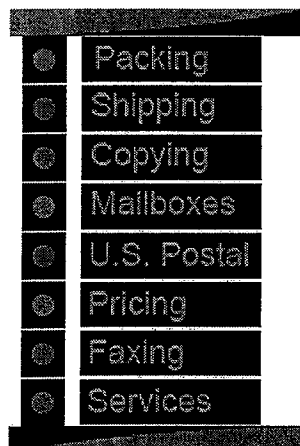 Packing
Shipping
Copying
Mailboxes
U.S. Postal
Pricing
Faxing
Services